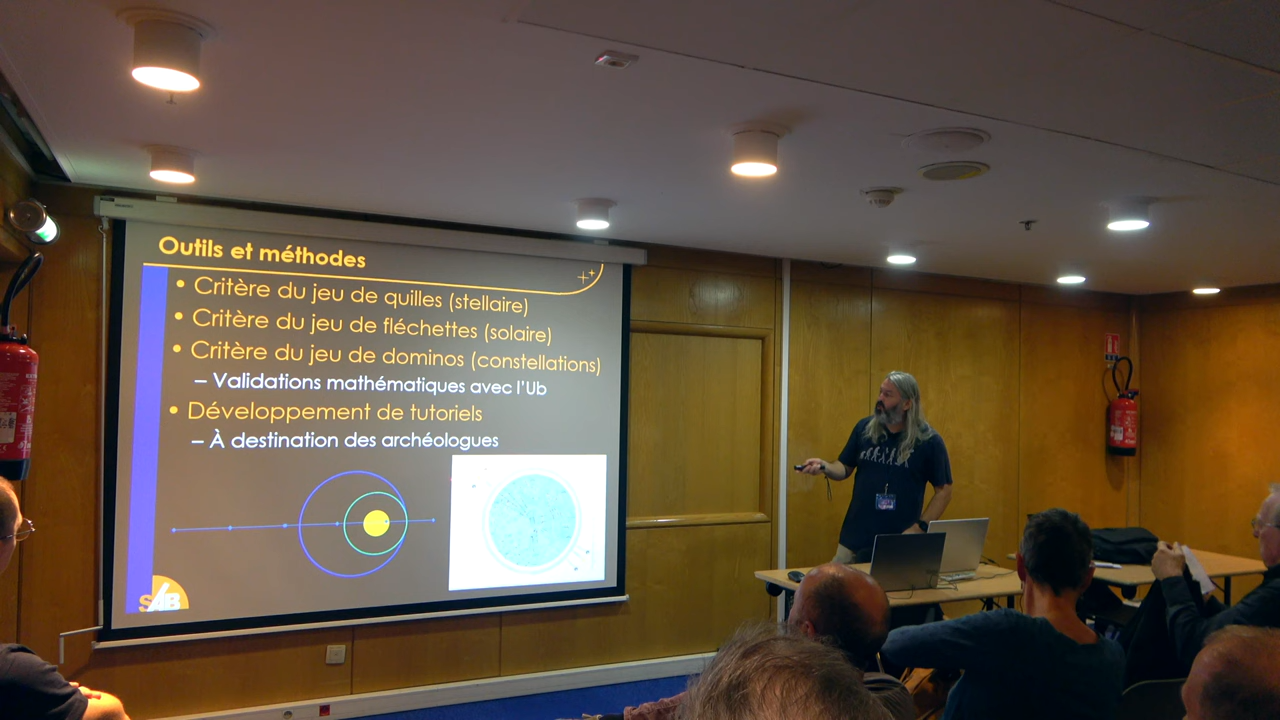 Outils et méthodes
• Critère du jeu de quilles (stellaire)
• Critère du jeu de fléchettes (solaire)
• Critère du jeu de dominos (constellations)
– Validations mathématiques avec l'Ub
• Développement de tutoriels
– À destination des archéologues
SAB